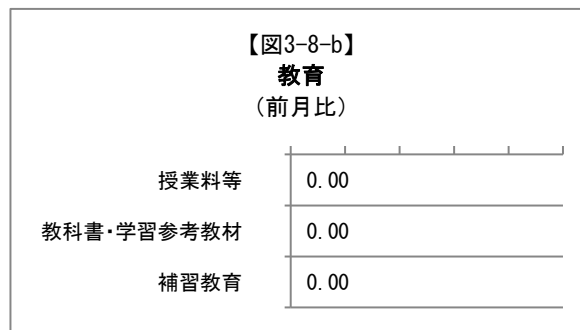 【図3-8-b】
教育
(前月比)
授業料等 0.00
教科書・学習参考教材 0.00
補習教育 0.00